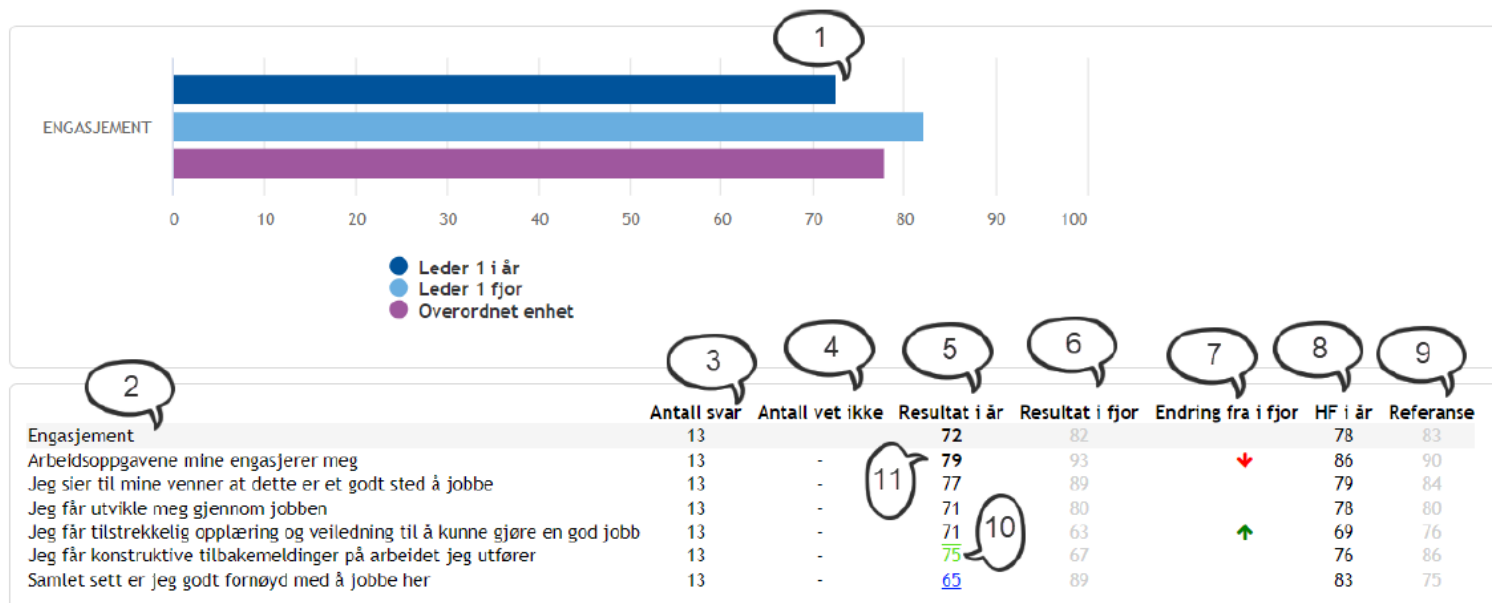 1
ENGASJEMENT
0 10 20 30 40 50 60 70 80 90 100
Leder 1 i år
Leder 1 fjor
Overordnet enhet
2 3 4 5 6 7 8 9
Antall svar Antall vet ikke Resultat i år Resultat i fjor Endring fra i fjor HF i år Referanse
Engasjement 13 72 82 78 83
Arbeidsoppgavene mine engasjerer meg 13 - 79 93 86 90
Jeg sier til mine venner at dette er et godt sted å jobbe 13 - 11 77 89 79 84
Jeg får utvikle meg gjennom jobben 13 - 71 80 78 80
Jeg får tilstrekkelig opplæring og veiledning til å kunne gjøre en god jobb 13 - 71 10 63 69 76
Jeg får konstruktive tilbakemeldinger på arbeidet jeg utfører 13 - 75 67 76 86
Samlet sett er jeg godt fornøyd med å jobbe her 13 - 65 89 83 75